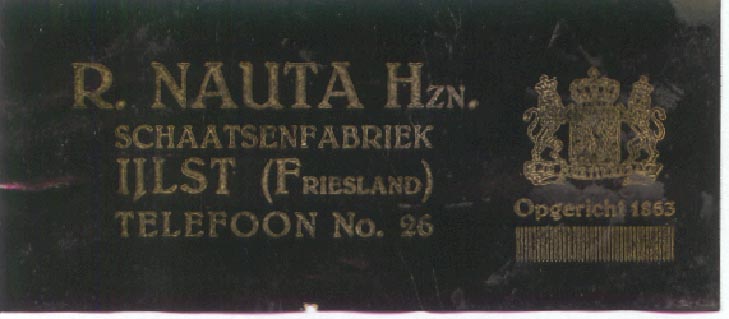 R. NAUTA HZN.
SCHAATSENFABRIEK
IJLST (FRIESLAND)
TELEFOON No. 26
Opgericht 1863